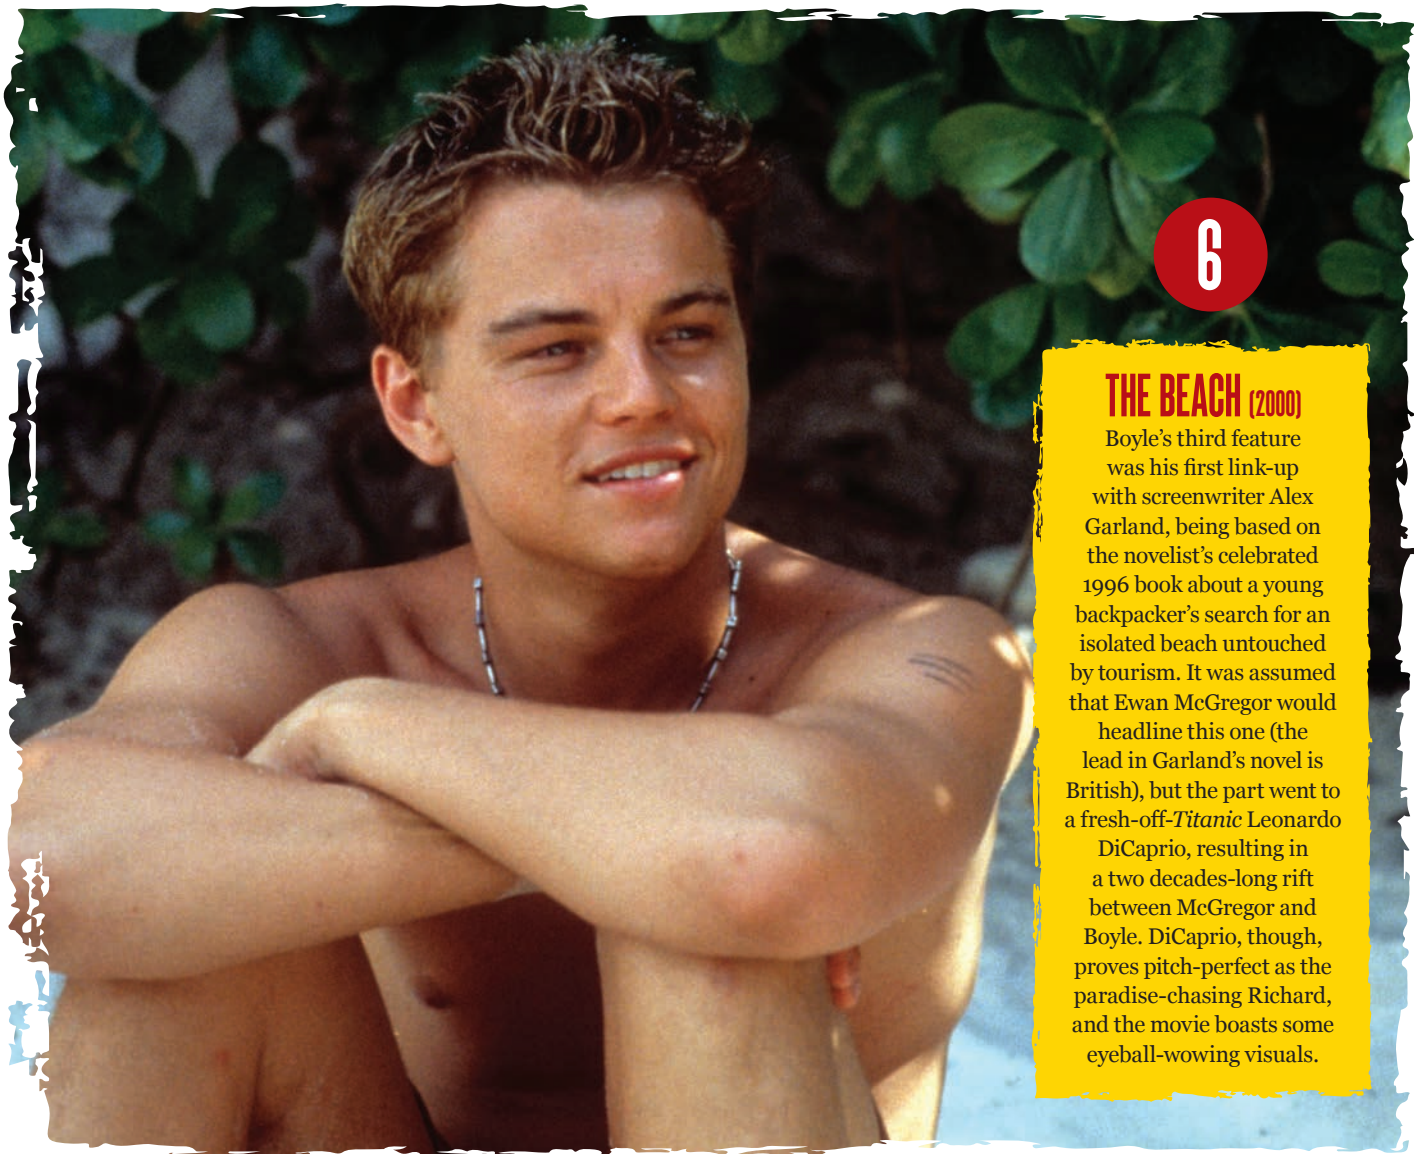 6
THE BEACH (2000)
Boyle’s third feature
was his first link-up
with screenwriter Alex
Garland, being based on
the novelist’s celebrated
1996 book about a young
backpacker’s search for an
isolated beach untouched
by tourism. It was assumed
that Ewan McGregor would
headline this one (the
lead in Garland’s novel is
British), but the part went to
a fresh-off-Titanic Leonardo
DiCaprio, resulting in
a two decades-long rift
between McGregor and
Boyle. DiCaprio, though,
proves pitch-perfect as the
paradise-chasing Richard,
and the movie boasts some
eyeball-wowing visuals.